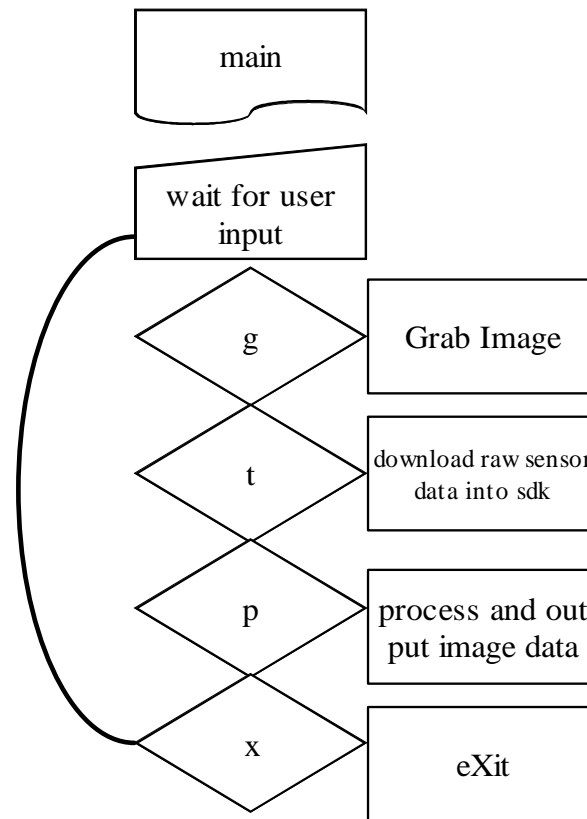 main
wait for user
input
g
Grab Image
t
download raw sensor
data into sdk
p
process and out
put image data
x
eXit